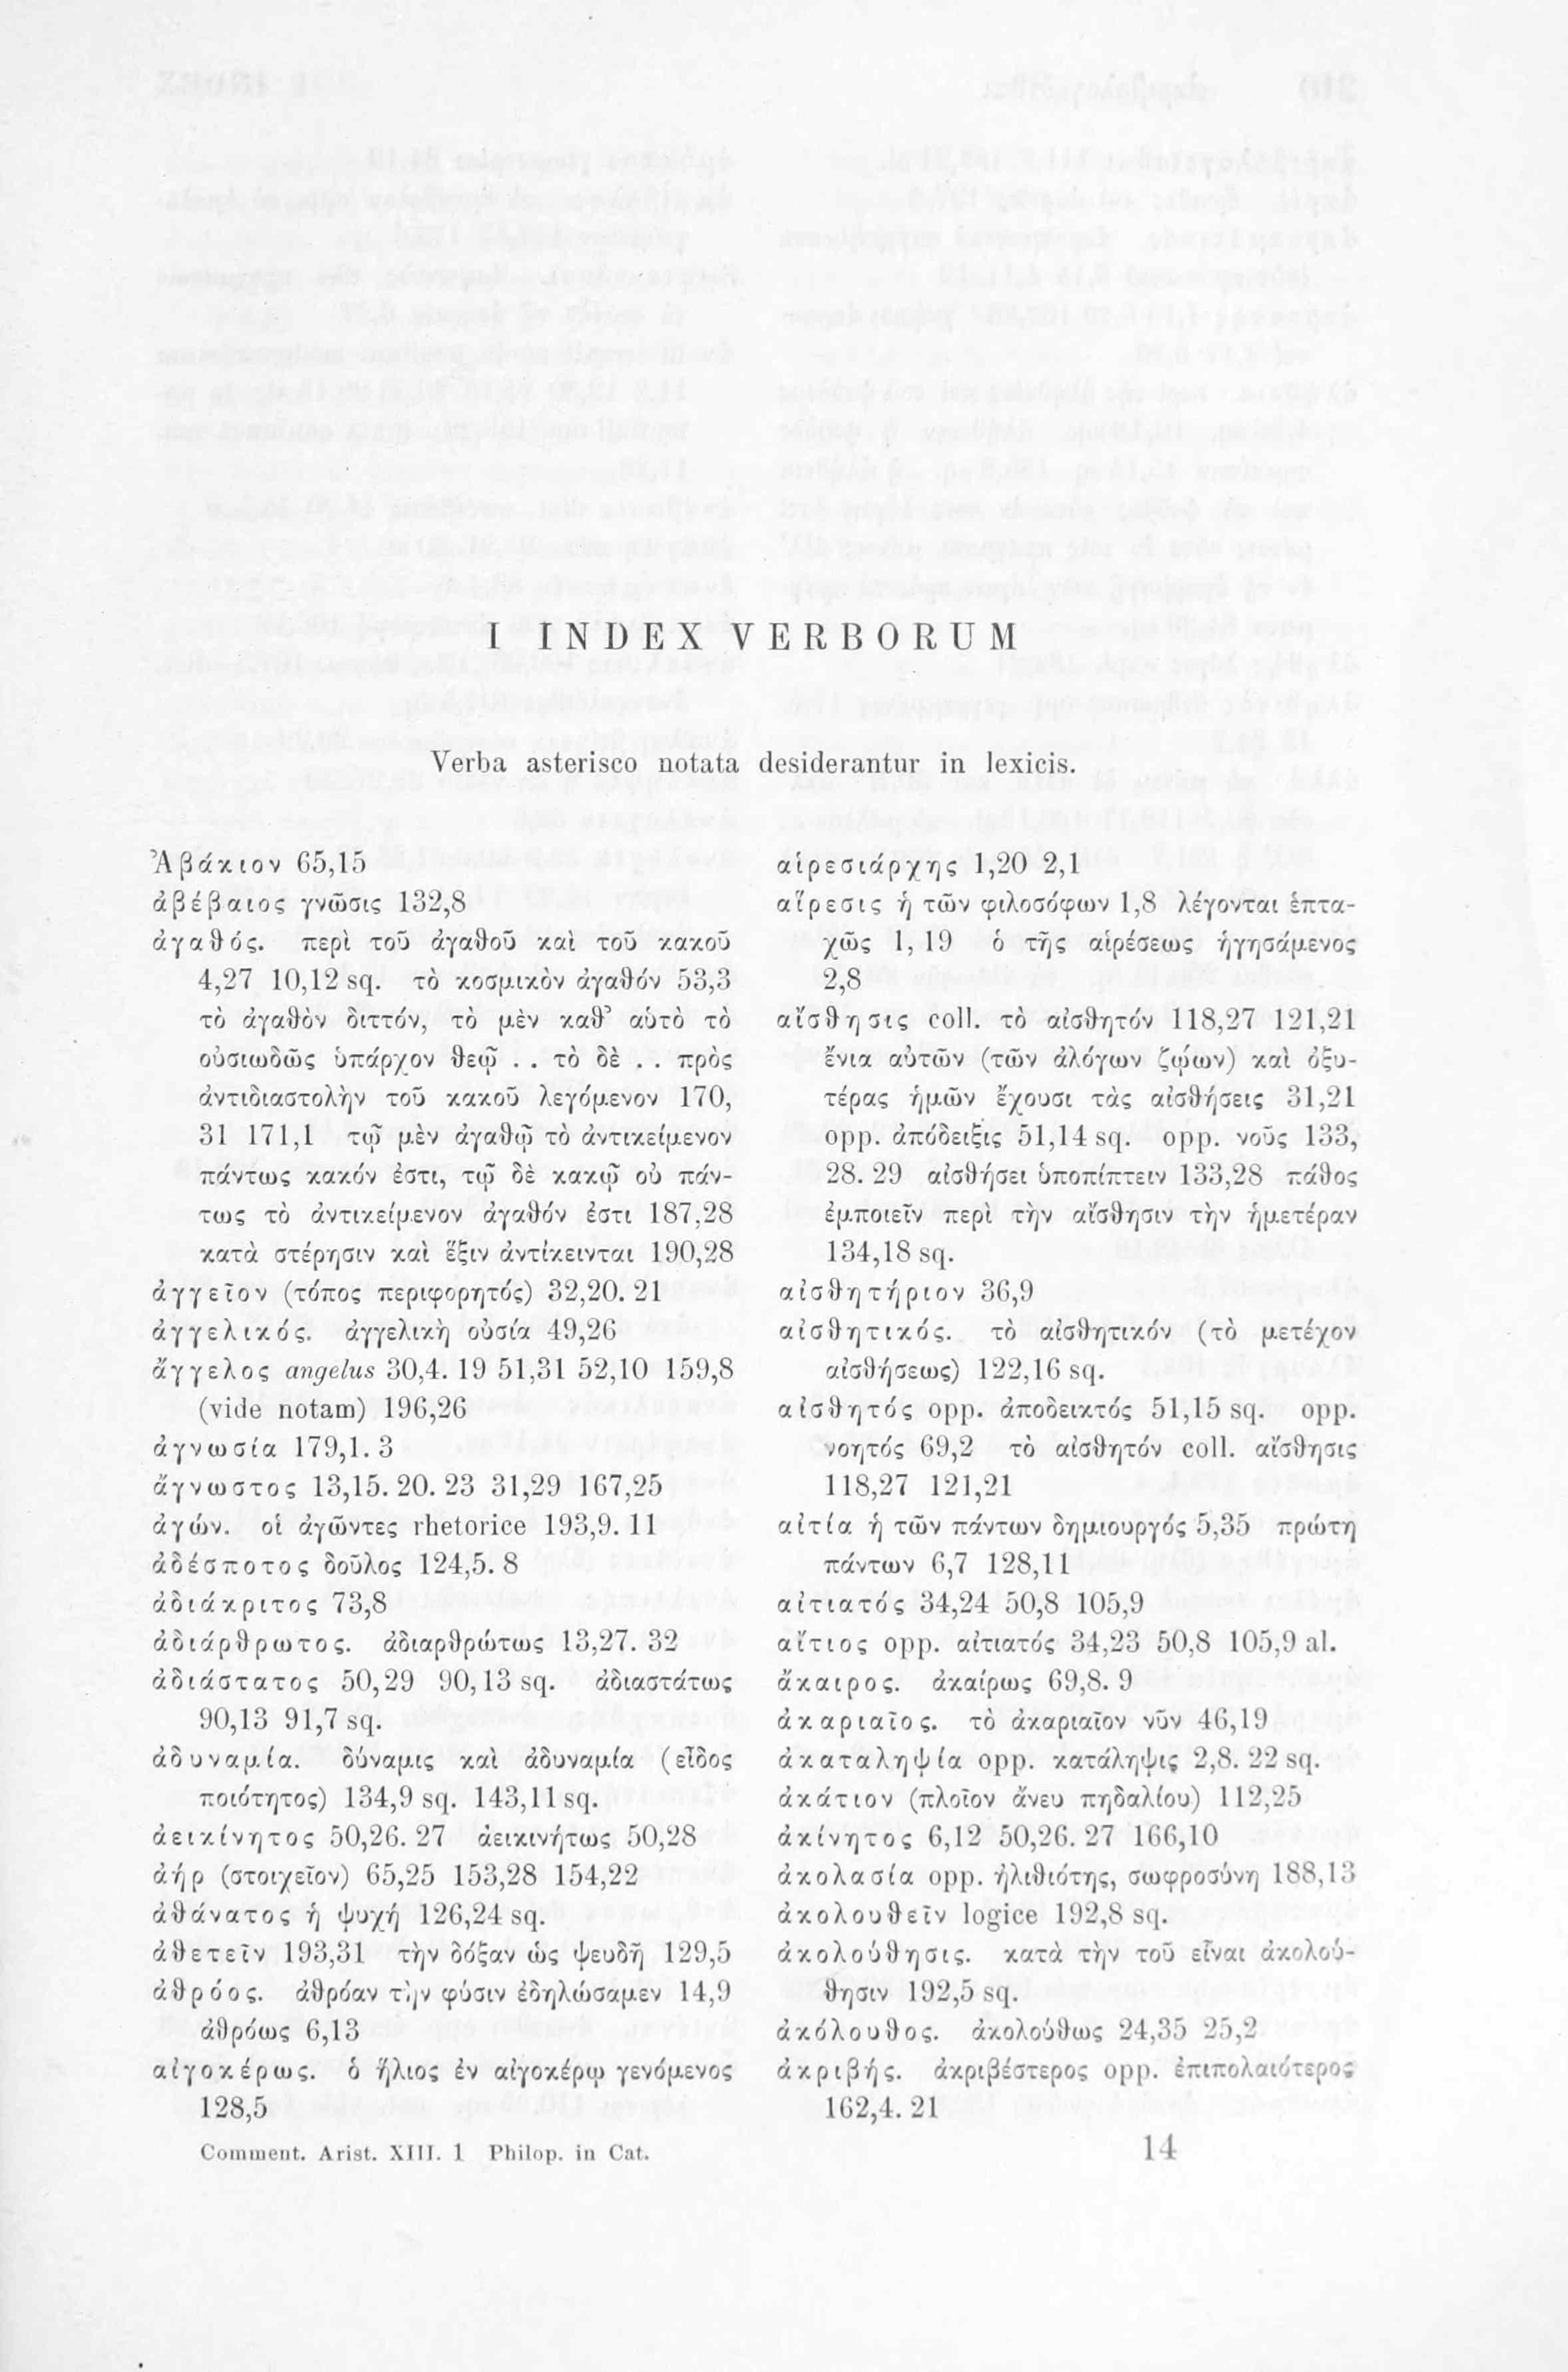 I INDEX VERBORUM
Verba asterisco notata desiderantur in lexicis.
Ἀβάκιον 65,15
ἀβέβαιος γνῶσις 132,8
ἀγαθός. περὶ τοῦ ἀγαθοῦ καὶ τοῦ κακοῦ
4,27 10,12 sq. τὸ κοσμικὸν ἀγαθόν 53,3
τὸ ἀγαθὸν διττόν, τὸ μὲν καθ’ αὑτὸ τὸ
οὐσιωδῶς ὑπάρχον θεῷ . . τὸ δὲ . . πρὸς
ἀντιδιαστολὴν τοῦ κακοῦ λεγόμενον 170,
31 171,1 τῷ μὲν ἀγαθῷ τὸ ἀντικείμενον
πάντως κακόν ἐστι, τῷ δὲ κακῷ οὐ πάν-
τως τὸ ἀντικείμενον ἀγαθόν ἐστι 187,28
κατὰ στέρησιν καὶ ἕξιν ἀντίκεινται 190,28
ἀγγεῖον (τόπος περιφορητός) 32,20. 21
ἀγγελικός. ἀγγελικὴ οὐσία 49,26
ἄγγελος angelus 30,4. 19 51,31 52,10 159,8
(vide notam) 196,26
ἀγνωσία 179,1. 3
ἄγνωστος 13,15. 20. 23 31,29 167,25
ἀγών. οἱ ἀγῶντες rhetorice 193,9. 11
ἀδέσποτος δοῦλος 124,5. 8
ἀδιάκριτος 73,8
ἀδιάρθρωτος. ἀδιαρθρώτως 13,27. 32
ἀδιάστατος 50,29 90,13 sq. ἀδιαστάτως
90,13 91,7 sq.
ἀδυναμία. δύναμις καὶ ἀδυναμία (εἶδος
ποιότητος) 134,9 sq. 143,11 sq.
ἀεικίνητος 50,26. 27 ἀεικινήτως 50,28
ἀήρ (στοιχεῖον) 65,25 153,28 154,22
ἀθάνατος ἡ ψυχή 126,24 sq.
ἀθετεῖν 193,31 τὴν δόξαν ὡς ψευδῆ 129,5
ἀθρόος. ἀθρόαν τὴν φύσιν ἐδηλώσαμεν 14,9
ἀθρόως 6,13
αἰγοκέρως. ὁ ἥλιος ἐν αἰγοκέρῳ γενόμενος
128,5
αἱρεσιάρχης 1,20 2,1
αἵρεσις ἡ τῶν φιλοσόφων 1,8 λέγονται ἑπτα-
χῶς 1,19 ὁ τῆς αἱρέσεως ἡγησάμενος
2,8
αἴσθησις coll. τὸ αἰσθητόν 118,27 121,21
ἔνια αὐτῶν (τῶν ἀλόγων ζῴων) καὶ ὀξυ-
τέρας ἡμῶν ἔχουσι τὰς αἰσθήσεις 31,21
opp. ἀπόδειξις 51,14 sq. opp. νοῦς 133,
28. 29 αἰσθήσει ὑποπίπτειν 133,28 πάθος
ἐμποιεῖν περὶ τὴν αἴσθησιν τὴν ἡμετέραν
134,18 sq.
αἰσθητήριον 36,9
αἰσθητικός. τὸ αἰσθητικόν (τὸ μετέχον
αἰσθήσεως) 122,16 sq.
αἰσθητός opp. ἀποδεικτός 51,15 sq. opp.
νοητός 69,2 τὸ αἰσθητόν coll. αἴσθησις
118,27 121,21
αἰτία ἡ τῶν πάντων δημιουργός 5,35 πρώτη
πάντων 6,7 128,11
αἰτιατός 34,24 50,8 105,9
αἴτιος opp. αἰτιατός 34,23 50,8 105,9 al.
ἄκαιρος. ἀκαίρως 69,8. 9
ἀκαριαῖος. τὸ ἀκαριαῖον νῦν 46,19
ἀκαταληψία opp. κατάληψις 2,8. 22 sq.
ἀκάτιον (πλοῖον ἄνευ πηδαλίου) 112,25
ἀκίνητος 6,12 50,26. 27 166,10
ἀκολασία opp. ἠλιθιότης, σωφροσύνη 188,13
ἀκολουθεῖν logice 192,8 sq.
ἀκολούθησις. κατὰ τὴν τοῦ εἶναι ἀκολού-
θησιν 192,5 sq.
ἀκόλουθος. ἀκολούθως 24,35 25,2
ἀκριβής. ἀκριβέστερος opp. ἐπιπολαιότερος
162,4. 21
Comment. Arist. XIII. 1 Philop. in Cat.
14